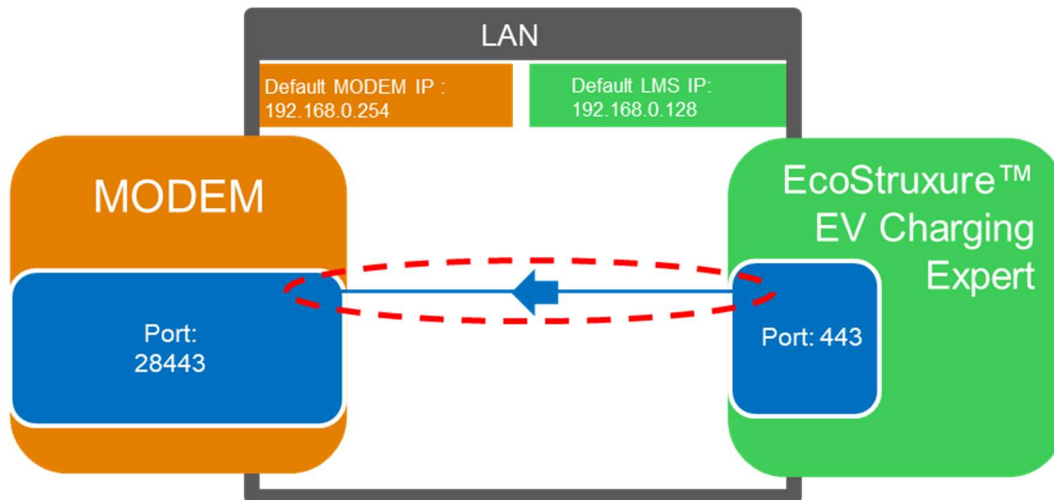 LAN
Default MODEM IP :
192.168.0.254
Default LMS IP:
192.168.0.128
MODEM
EcoStruxure™
EV Charging
Expert
Port:
28443
Port: 443